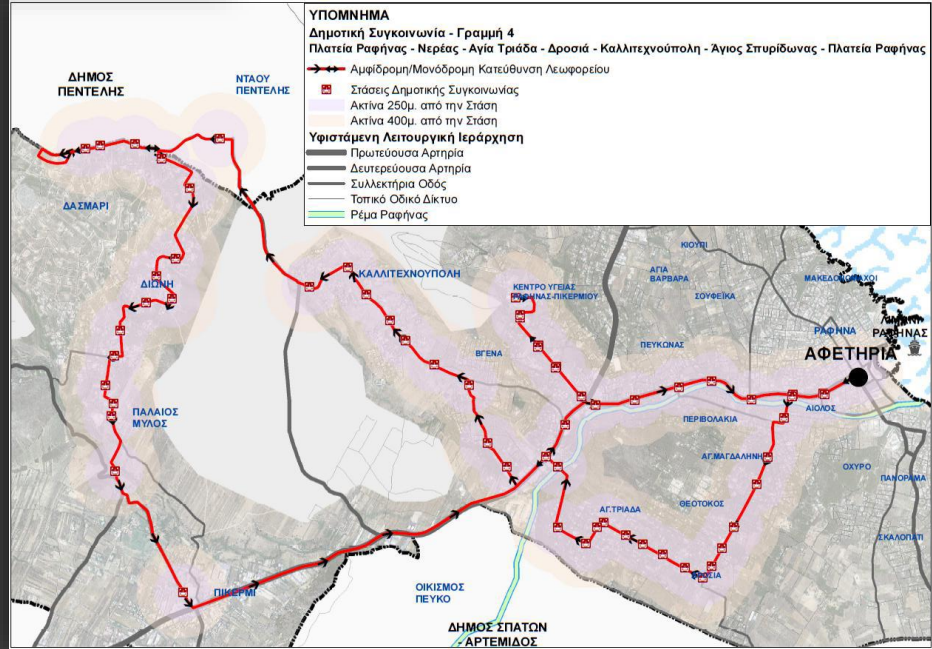 ΥΠΟΜΝΗΜΑ
Δημοτική Συγκοινωνία - Γραμμή 4
Πλατεία Ραφήνας - Νερέας - Αγία Τριάδα - Δροσιά - Καλλιτεχνούπολη - Άγιος Σπυρίδωνας - Πλατεία Ραφήνας
Αμφίδρομη/Μονόδρομη Κατεύθυνση Λεωφορείου
Στάσεις Δημοτικής Συγκοινωνίας
Ακτίνα 250μ. από την Στάση
Ακτίνα 400μ. από την Στάση
Υφιστάμενη Λειτουργική Ιεράρχηση
Πρωτεύουσα Αρτηρία
Δευτερεύουσα Αρτηρία
Συλλεκτήρια Οδός
Τοπικό Οδικό Δίκτυο
Ρέμα Ραφήνας
ΔΗΜΟΣ
ΠΕΝΤΕΛΗΣ
ΝΤΑΟΥ
ΠΕΝΤΕΛΗΣ
ΔΑΣΜΑΡΙ
ΔΙΩΝΗ
ΚΑΛΛΙΤΕΧΝΟΥΠΟΛΗ
ΚΕΝΤΡΟ ΥΓΕΙΑΣ
ΡΑΦΗΝΑΣ-ΠΙΚΕΡΜΙΟΥ
ΚΙΟΥΠΙ
ΑΓΙΑ
ΒΑΡΒΑΡΑ
ΣΟΥΦΕΪΚΑ
ΡΑΦΗΝΑ
ΡΑΦΗΝΑΣ
ΑΦΕΤΗΡΙΑ
ΠΕΥΚΩΝΑΣ
ΒΓΕΝΑ
ΠΑΛΑΙΟΣ
ΜΥΛΟΣ
ΠΕΡΙΒΟΛΑΚΙΑ
ΑΙΟΛΟΣ
ΑΓ.ΜΑΓΔΑΛΗΝΗ
ΟΧΥΡΟ
ΠΑΝΟΡΑΜΑ
ΘΕΟΤΟΚΟΣ
ΑΓ.ΤΡΙΑΔΑ
ΣΚΑΛΟΠΑΤΙ
ΔΡΟΣΙΑ
ΠΙΚΕΡΜΙ
ΟΙΚΙΣΜΟΣ
ΠΕΥΚΟ
ΔΗΜΟΣ ΣΠΑΤΩΝ
- ΑΡΤΕΜΙΔΟΣ